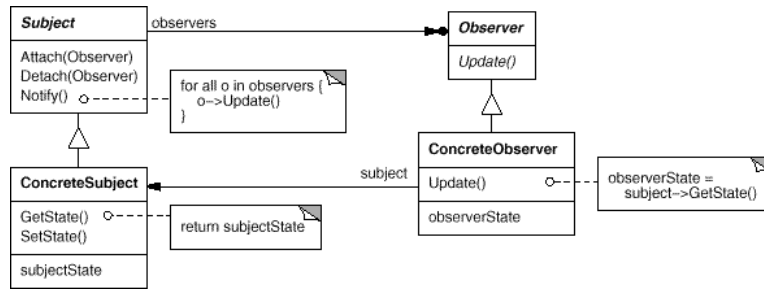 Subject
observers
Observer
Attach(Observer)
Detach(Observer)
Notify()
for all o in observers {
o->Update()
}
Update()
ConcreteSubject
GetState()
SetState()
subjectState
return subjectState
subject
ConcreteObserver
Update()
observerState
observerState =
subject->GetState()